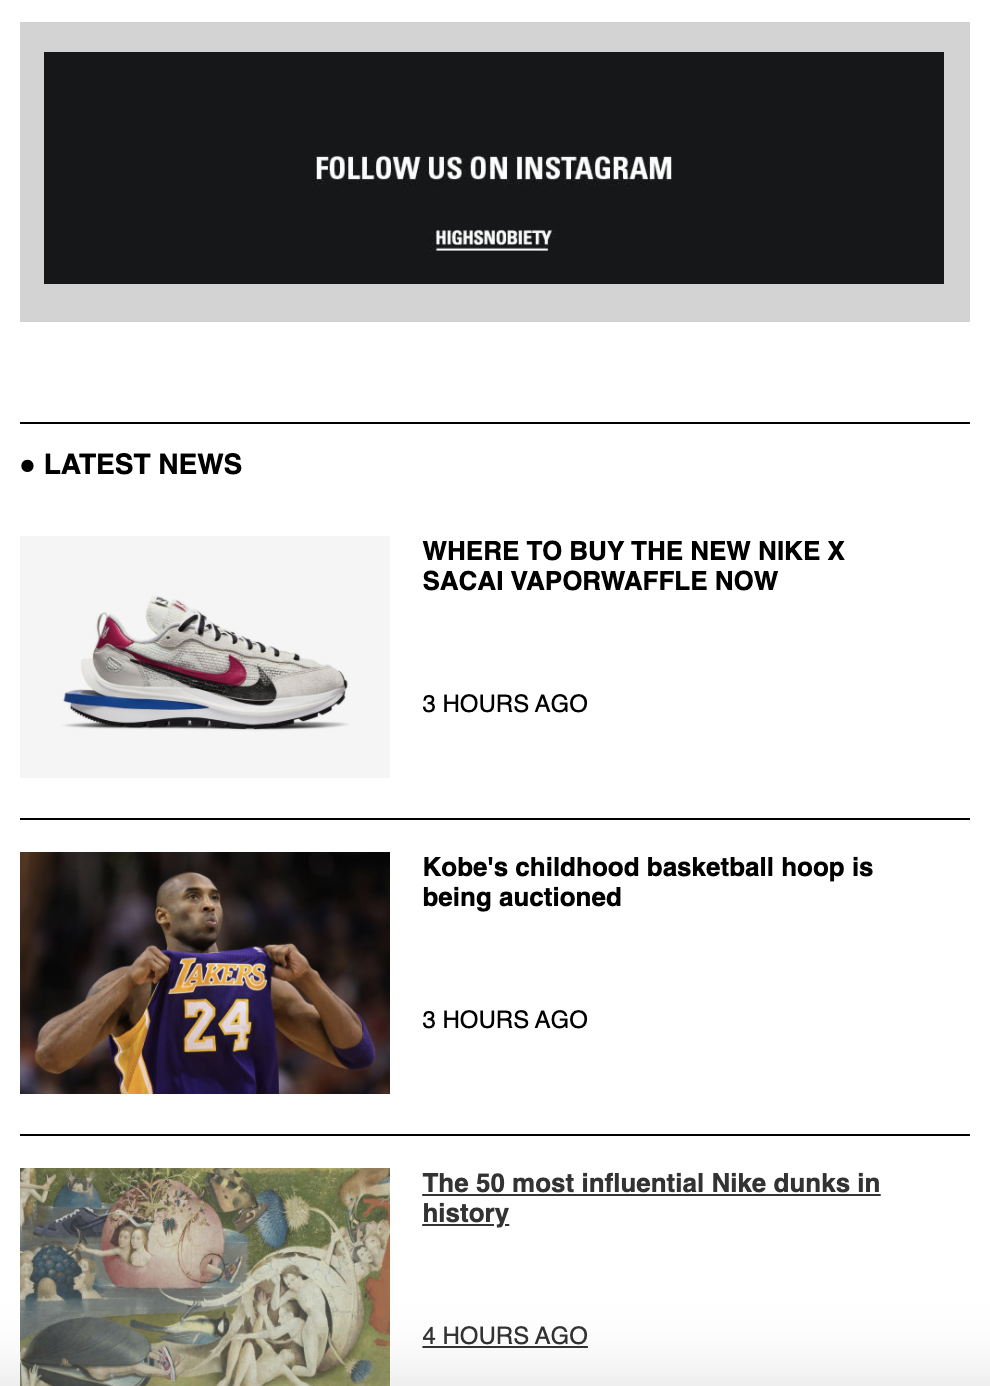 FOLLOW US ON INSTAGRAM
HIGHSNOBIETY
● LATEST NEWS
WHERE TO BUY THE NEW NIKE X
SACAI VAPORWAFFLE NOW
3 HOURS AGO
Kobe's childhood basketball hoop is
being auctioned
3 HOURS AGO
LAKERS
24
The 50 most influential Nike dunks in
history
4 HOURS AGO